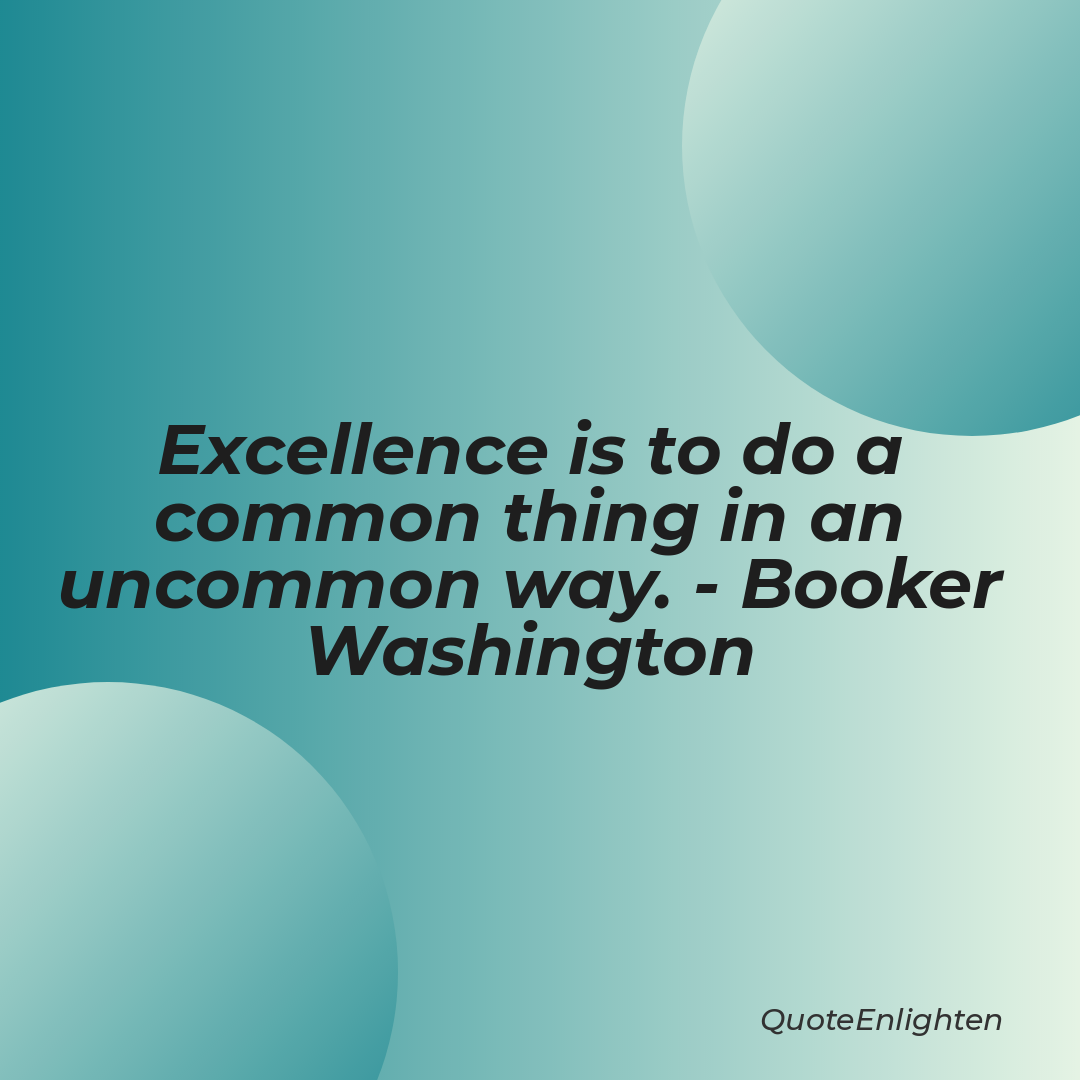 Excellence is to do a
common thing in an
uncommon way. - Booker
Washington
QuoteEnlighten